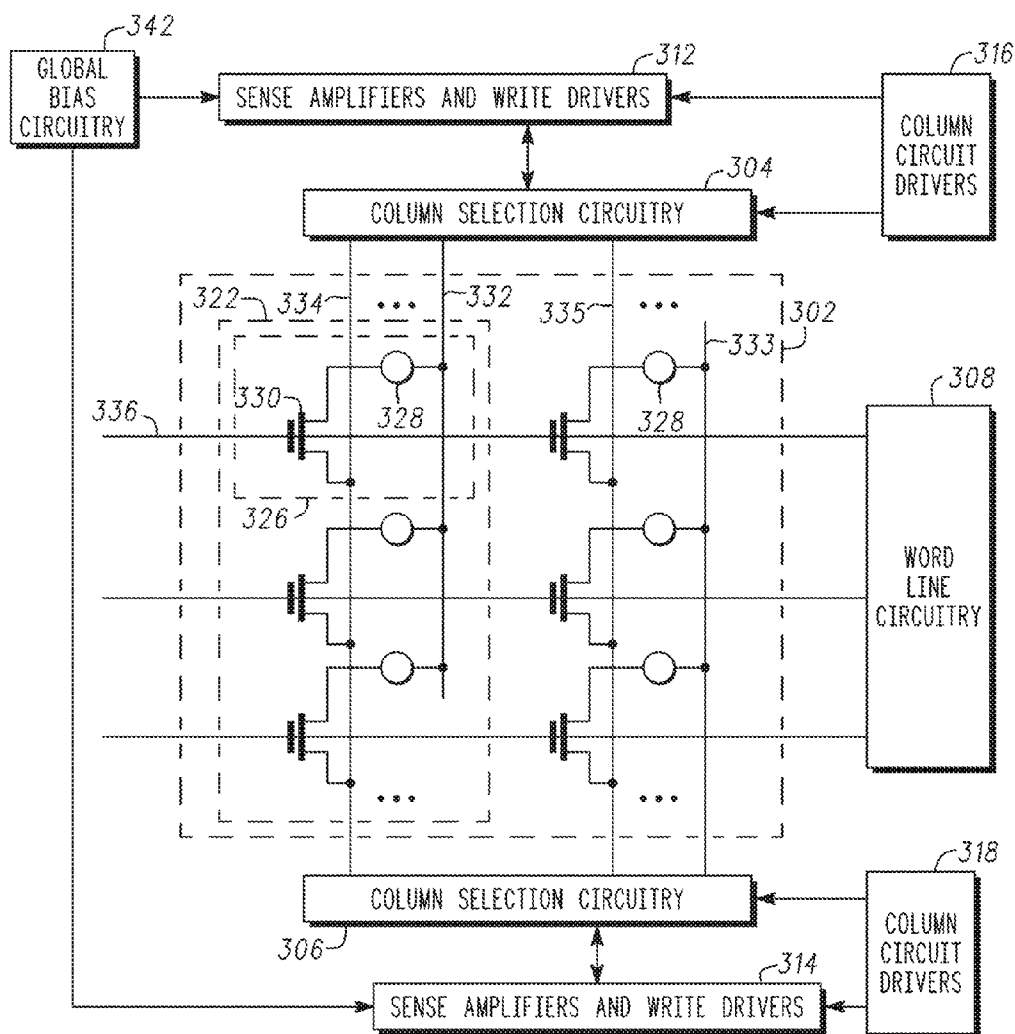 342
GLOBAL
BIAS
CIRCUITRY
312
SENSE AMPLIFIERS AND WRITE DRIVERS
316
COLUMN
CIRCUIT
DRIVERS
304
COLUMN SELECTION CIRCUITRY
322
334
332
335
333
302
330
328
328
336
326
308
WORD
LINE
CIRCUITRY
COLUMN SELECTION CIRCUITRY
306
318
COLUMN
CIRCUIT
DRIVERS
314
SENSE AMPLIFIERS AND WRITE DRIVERS